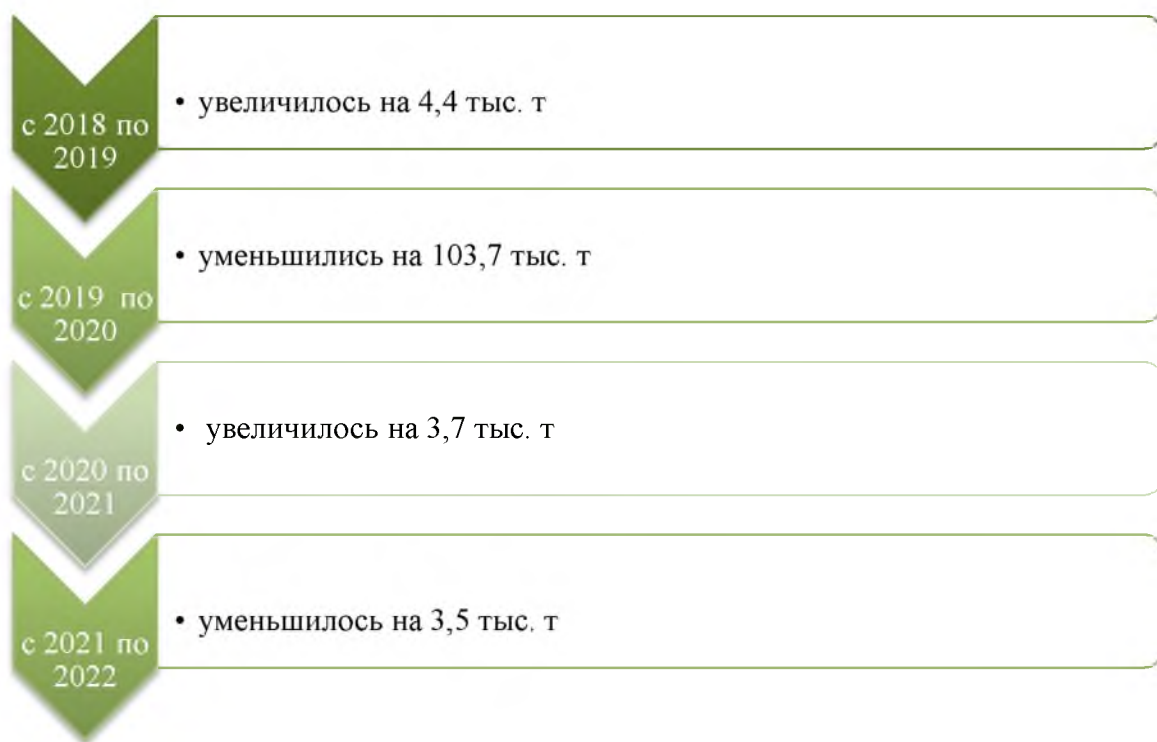 с 2018 по
2019
• увеличилось на 4,4 тыс. т
с 2019 по
2020
• уменьшились на 103,7 тыс. т
с 2020 по
2021
• увеличилось на 3,7 тыс. т
с 2021 по
2022
• уменьшилось на 3,5 тыс. т